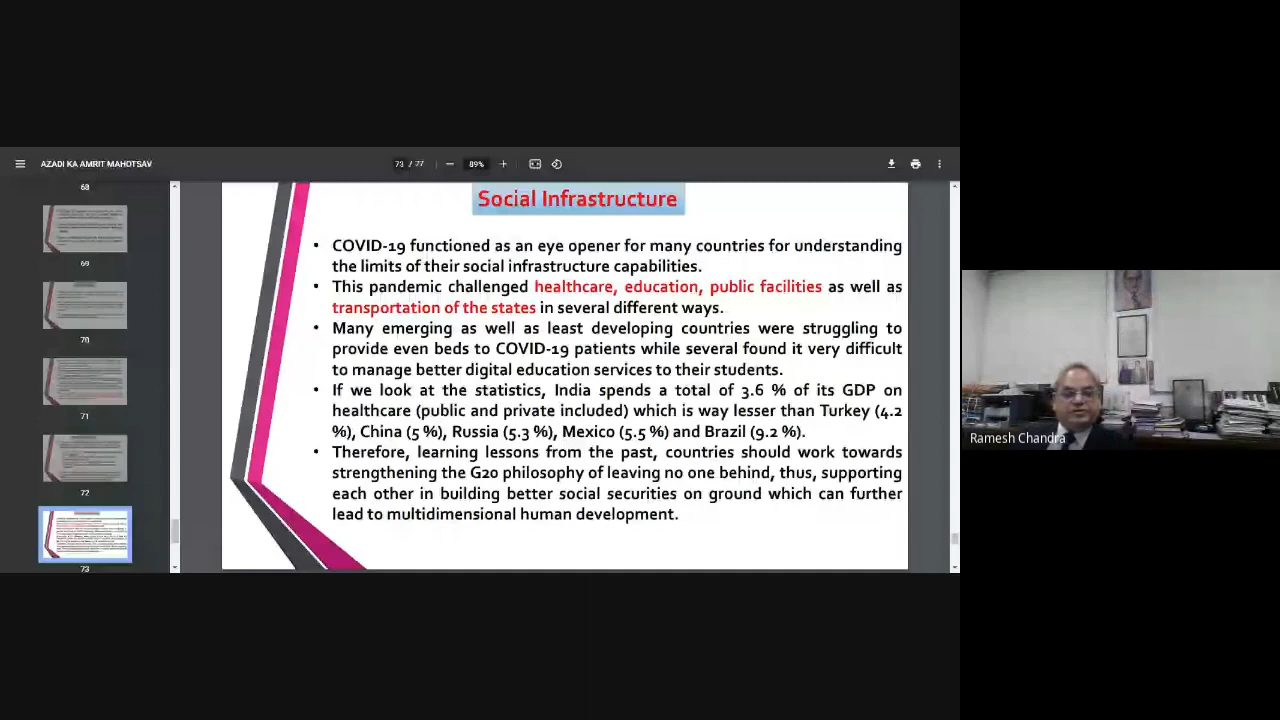 AZADI KA AMRIT MAHOTSAV
73 / 77
89%
68
69
70
71
72
73
Social Infrastructure
• COVID-19 functioned as an eye opener for many countries for understanding
the limits of their social infrastructure capabilities.
• This pandemic challenged healthcare, education, public facilities as well as
transportation of the states in several different ways.
• Many emerging as well as least developing countries were struggling to
provide even beds to COVID-19 patients while several found it very difficult
to manage better digital education services to their students.
• If we look at the statistics, India spends a total of 3.6 % of its GDP on
healthcare (public and private included) which is way lesser than Turkey (4.2
%), China (5 %), Russia (5.3 %), Mexico (5.5 %) and Brazil (9.2 %).
• Therefore, learning lessons from the past, countries should work towards
strengthening the G20 philosophy of leaving no one behind, thus, supporting
each other in building better social securities on ground which can further
lead to multidimensional human development.
Ramesh Chandra